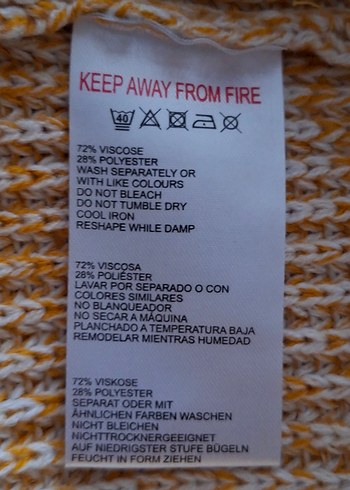 KEEP AWAY FROM FIRE
40
72% VISCOSE
28% POLYESTER
WASH SEPARATELY OR
WITH LIKE COLOURS
DO NOT BLEACH
DO NOT TUMBLE DRY
COOL IRON
RESHAPE WHILE DAMP
72% VISCOSA
28% POLIÉSTER
LAVAR POR SEPARADO O CON
COLORES SIMILARES
NO BLANQUEADOR
NO SECAR A MÁQUINA
PLANCHADO A TEMPERATURA BAJA
REMODELAR MIENTRAS HUMEDAD
72% VISKOSE
28% POLYESTER
SEPARAT ODER MIT
ÄHNLICHEN FARBEN WASCHEN
NICHT BLEICHEN
NICHTTROCKNERGEEIGNET
AUF NIEDRIGSTER STUFE BÜGELN
FEUCHT IN FORM ZIEHEN